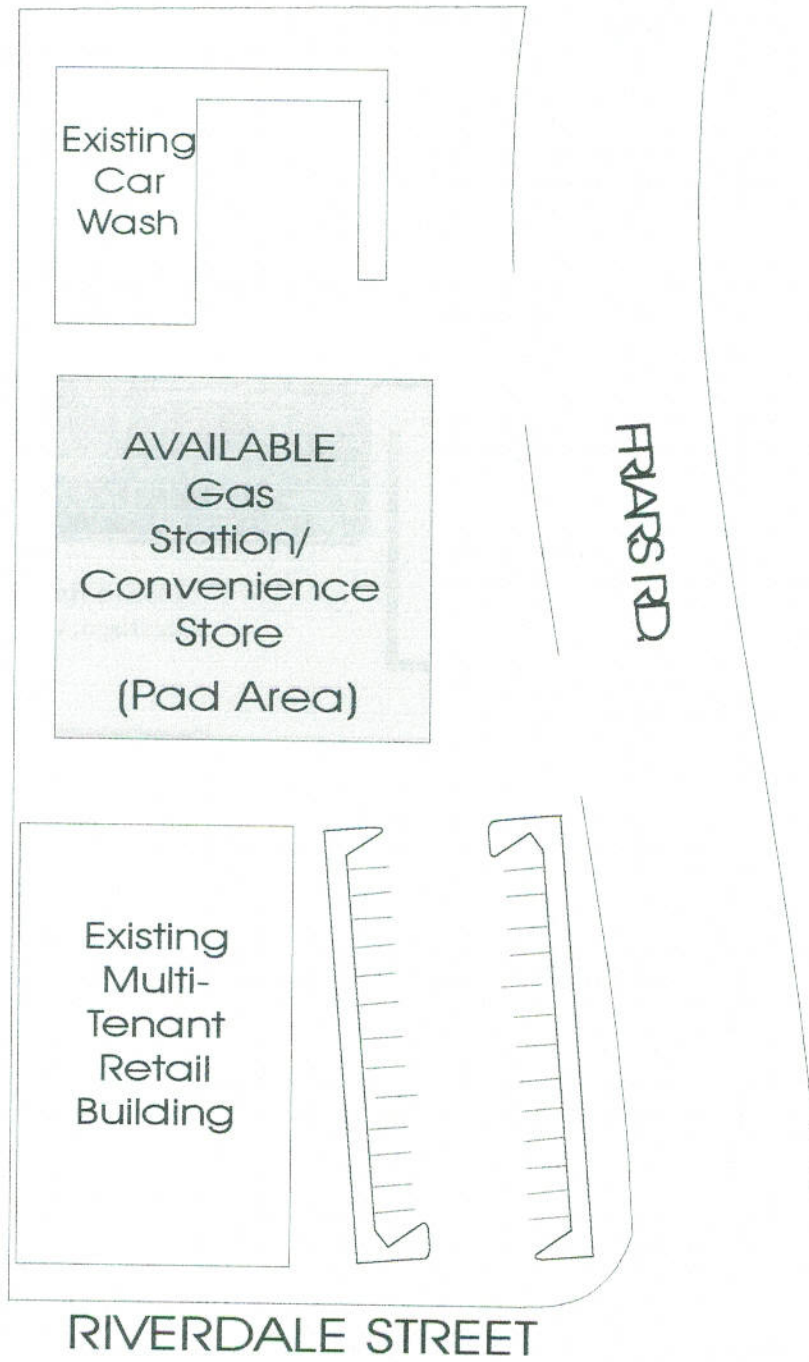 Existing
Car
Wash
AVAILABLE
Gas
Station/
Convenience
Store
(Pad Area)
FRIARS RD.
Existing
Multi-
Tenant
Retail
Building
RIVERDALE STREET